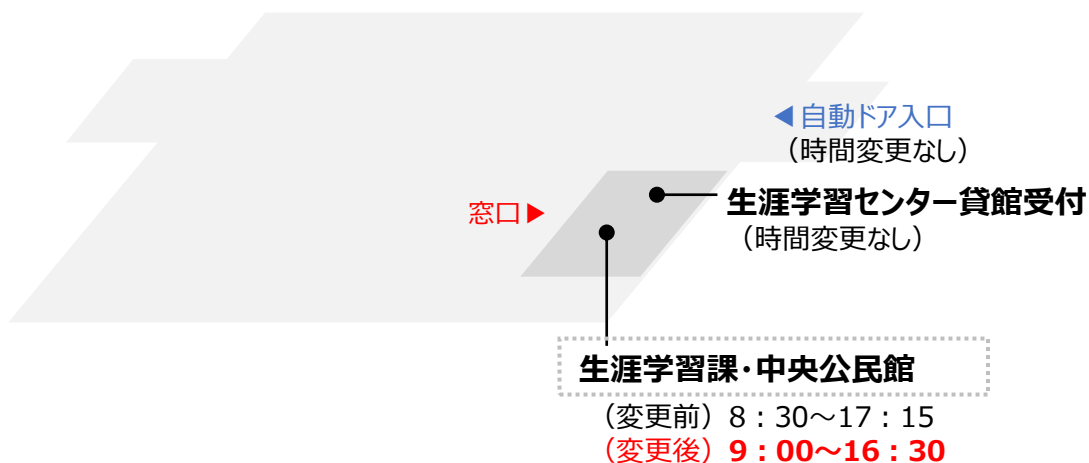 ◀自動ドア入口
（時間変更なし）
窓口▶
生涯学習センター貸館受付
（時間変更なし）
生涯学習課・中央公民館
（変更前）8：30～17：15
（変更後）9：00～16：30